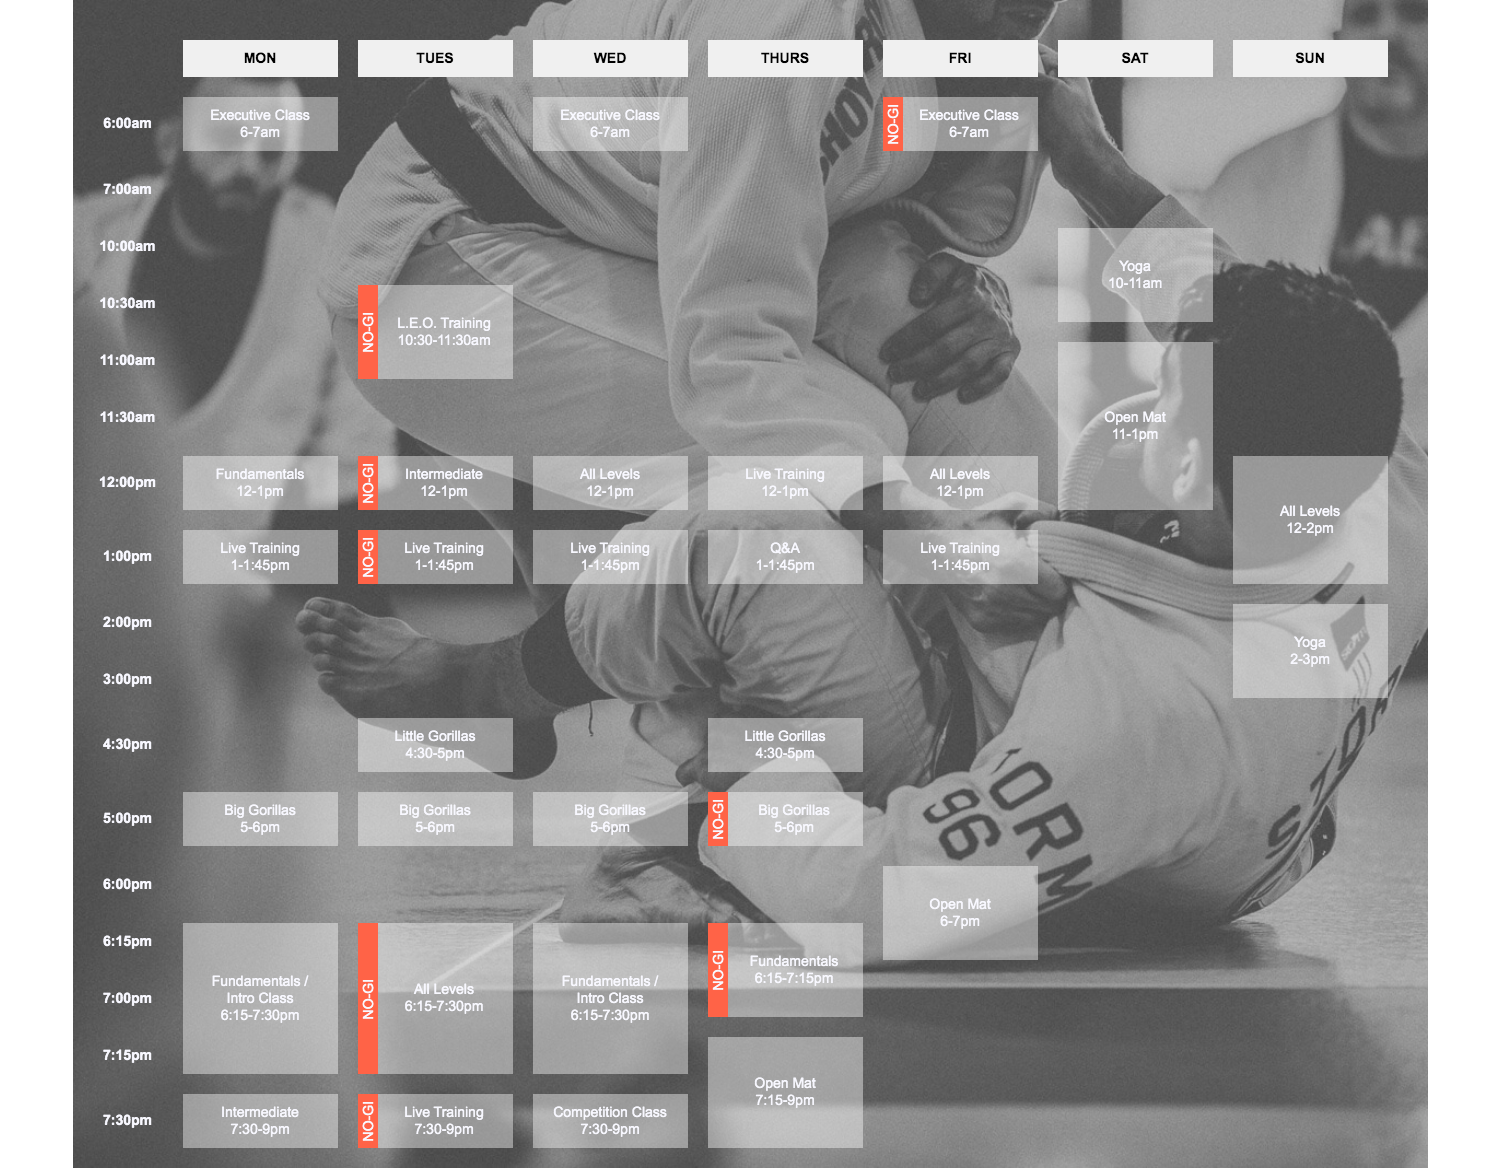 MON TUES WED THURS FRI SAT SUN
6:00am
Executive Class
6-7am
Executive Class
6-7am
NO-GI
Executive Class
6-7am
7:00am
10:00am
Yoga
10-11am
10:30am
NO-GI
L.E.O. Training
10:30-11:30am
11:00am
11:30am
Open Mat
11-1pm
12:00pm
Fundamentals
12-1pm
NO-GI
Intermediate
12-1pm
All Levels
12-1pm
Live Training
12-1pm
All Levels
12-1pm
All Levels
12-2pm
1:00pm
Live Training
1-1:45pm
NO-GI
Live Training
1-1:45pm
Live Training
1-1:45pm
Q&A
1-1:45pm
Live Training
1-1:45pm
2:00pm
Yoga
2-3pm
3:00pm
4:30pm
Little Gorillas
4:30-5pm
Little Gorillas
4:30-5pm
5:00pm
Big Gorillas
5-6pm
Big Gorillas
5-6pm
Big Gorillas
5-6pm
NO-GI
Big Gorillas
5-6pm
6:00pm
Open Mat
6-7pm
6:15pm
Fundamentals /
Intro Class
6:15-7:30pm
NO-GI
All Levels
6:15-7:30pm
Fundamentals /
Intro Class
6:15-7:30pm
NO-GI
Fundamentals
6:15-7:15pm
7:00pm
7:15pm
Open Mat
7:15-9pm
7:30pm
Intermediate
7:30-9pm
NO-GI
Live Training
7:30-9pm
Competition Class
7:30-9pm
STORM
96